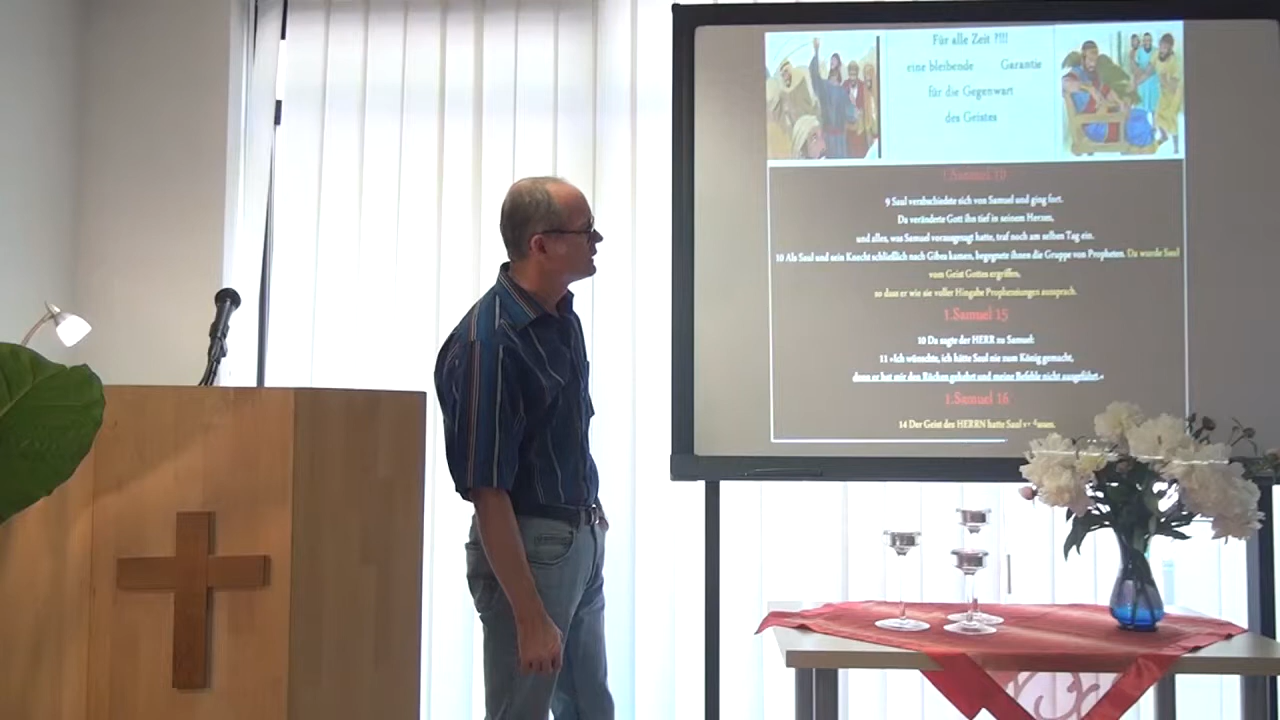 Für alle Zeit ?!!!
eine bleibende Garantie
für die Gegenwart
des Geistes
1.Samuel 10
9 Saul verabschiedete sich von Samuel und ging fort.
Da veränderte Gott ihn tief in seinem Herzen,
und alles, was Samuel vorausgesagt hatte, traf noch am selben Tag ein.
10 Als Saul und sein Knecht schließlich nach Gibea kamen, begegnete ihnen die Gruppe von Propheten. Da wurde Saul
vom Geist Gottes ergriffen,
so dass er wie sie voller Hingabe Prophezeiungen aussprach.
1.Samuel 15
10 Da sagte der HERR zu Samuel:
11 »Ich wünschte, ich hätte Saul nie zum König gemacht,
denn er hat mir den Rücken gekehrt und meine Befehle nicht ausgeführt.«
1.Samuel 16
14 Der Geist des HERRN hatte Saul